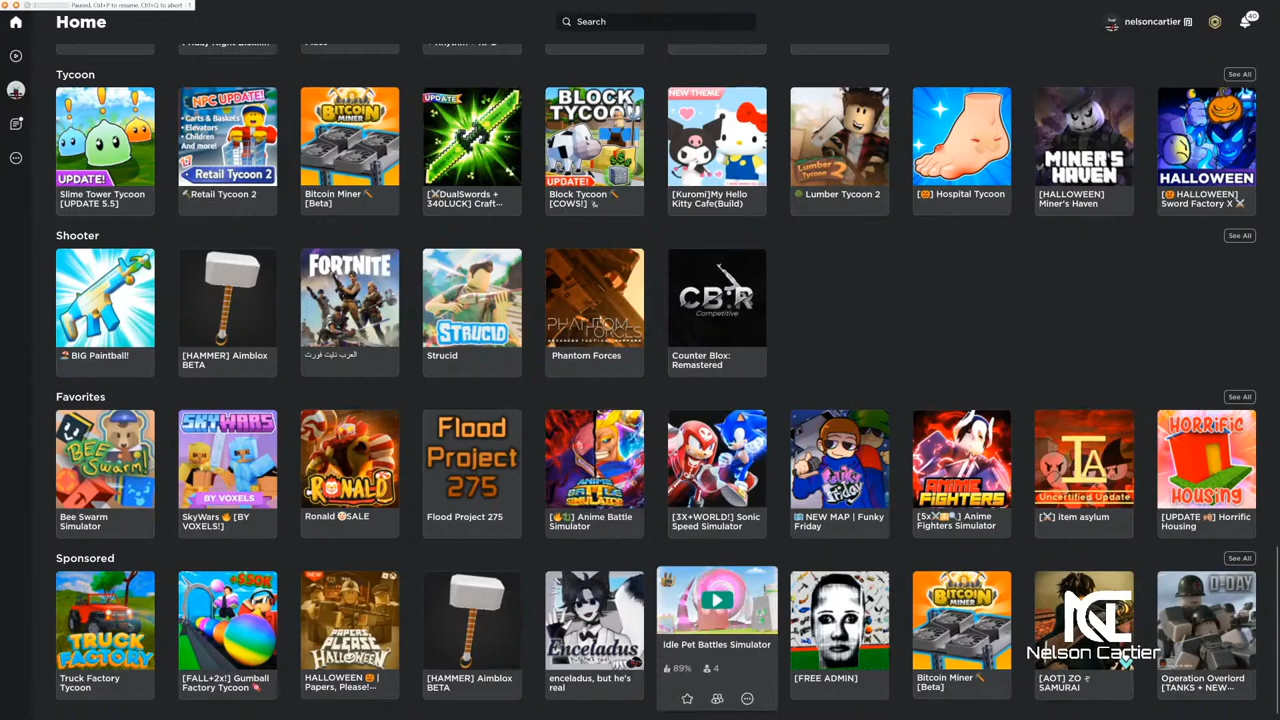 Paused, Ctrl+P to resume, Ctrl+Q to abort
1
Home
Search
nelsoncartier
40
Tycoon
See All
UPDATE!
NPC UPDATE!
• Carts & Baskets
• Elevators
• Children
And more!
Retail Tycoon 2
BITCOIN
MINER
UPDATE
BLOCK
TYCOON
UPDATE!
NEW THEME
LUMBER
TYCOON
MINER'S
HAVEN
HALLOWEEN
Slime Tower Tycoon
[UPDATE 5.5]
Retail Tycoon 2
Bitcoin Miner
[Beta]
[DualSwords +
340LUCK] Craft...
Block Tycoon
[COWS!]
[Kuromi]My Hello
Kitty Cafe(Build)
Lumber Tycoon 2
[🎃] Hospital Tycoon
[HALLOWEEN]
Miner's Haven
[🎃 HALLOWEEN]
Sword Factory X ⚔
Shooter
See All
FORTNITE
STRUCID
PHANTOM
FORCES
CB:R
Competitive
BIG Paintball!
[HAMMER] Aimblox
BETA
العرب نايت فورت
Strucid
Phantom Forces
Counter Blox:
Remastered
Favorites
See All
BEE
Swarm!
SKYWARS
BY VOXELS
RONALD
Flood
Project
275
ANIME
BATTLE
SIMULATOR
Funky
Friday
ANIME
FIGHTERS
IA
Uncertified Update
HORRIFIC
HOUSING
Bee Swarm
Simulator
SkyWars 🔥 [BY
VOXELS!]
Ronald SALE
Flood Project 275
[🔥] Anime Battle
Simulator
[3X+WORLD!] Sonic
Speed Simulator
NEW MAP | Funky
Friday
[5x] Anime
Fighters Simulator
[⚔] item asylum
[UPDATE] Horrific
Housing
Sponsored
See All
TRUCK
FACTORY
+$50K
NEW
PAPERS,
PLEASE!
HALLOWEEN
Enceladus
but he's real
BITCOIN
MINER
D-DAY
Truck Factory
Tycoon
[FALL+2x!] Gumball
Factory Tycoon
HALLOWEEN 🎃 |
Papers, Please!...
[HAMMER] Aimblox
BETA
enceladus, but he's
real
Idle Pet Battles Simulator
89%
4
[FREE ADMIN]
Bitcoin Miner
[Beta]
[AOT] ZO
SAMURAI
Operation Overlord
[TANKS + NEW...
NC
Nelson Cartier